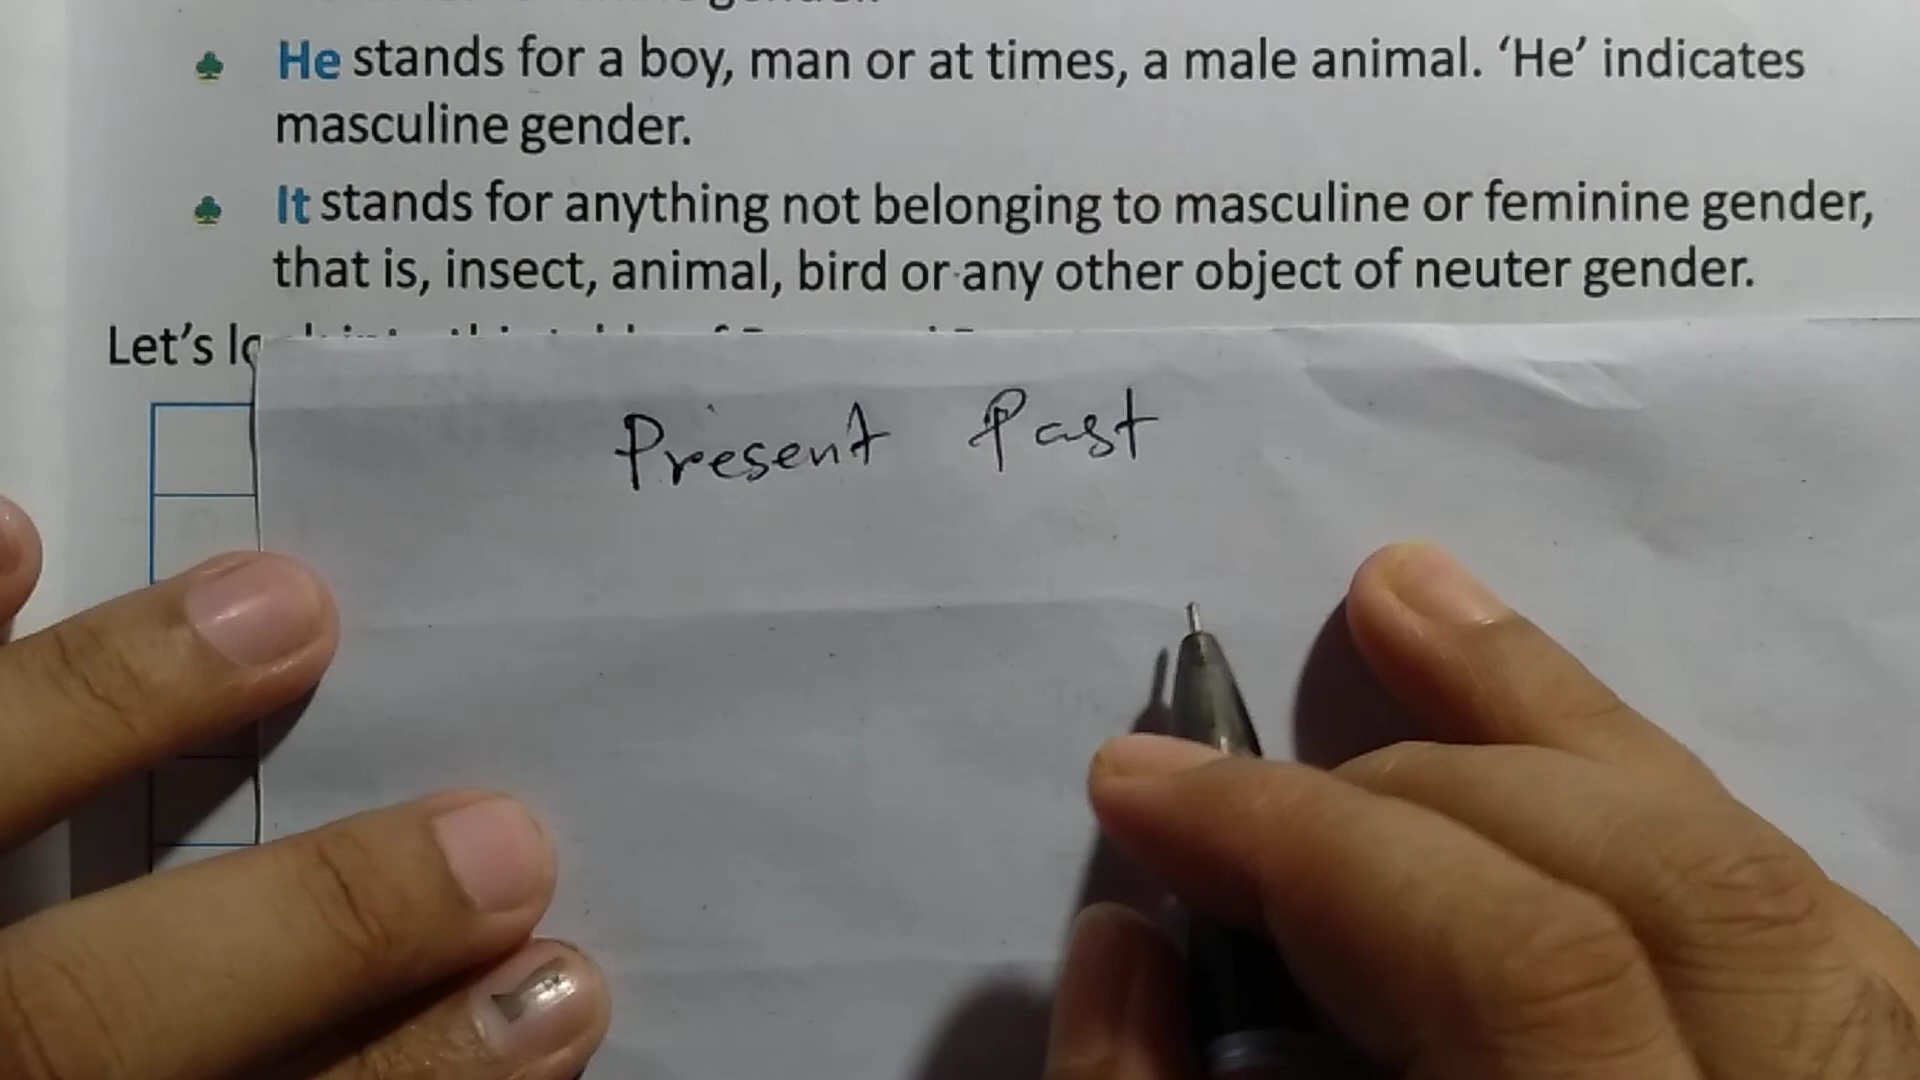 He stands for a boy, man or at times, a male animal. ‘He’ indicates
masculine gender.
It stands for anything not belonging to masculine or feminine gender,
that is, insect, animal, bird or any other object of neuter gender.
Let’s
Present Past